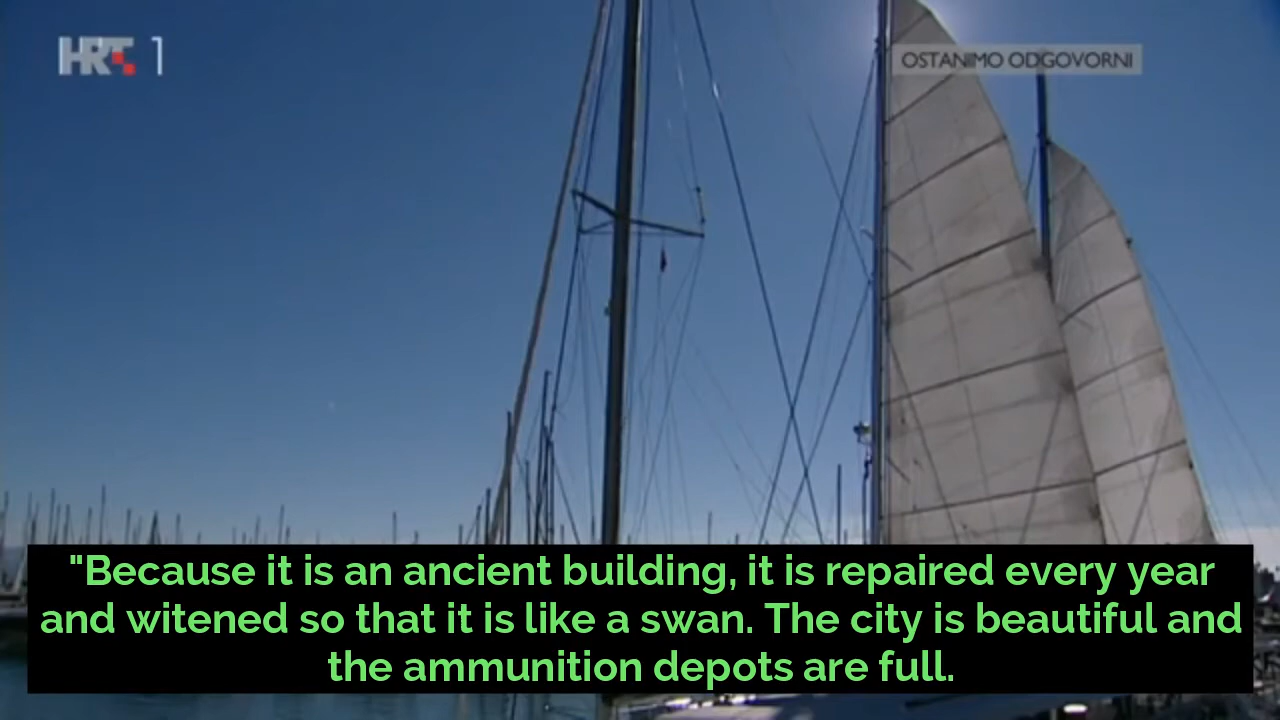 HRT 1
OSTANIMO ODGOVORNI
"Because it is an ancient building, it is repaired every year
and witened so that it is like a swan. The city is beautiful and
the ammunition depots are full.